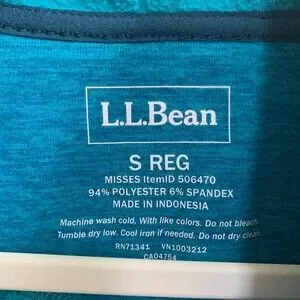 L.L.Bean
S REG
MISSES ItemID 506470
94% POLYESTER 6% SPANDEX
MADE IN INDONESIA
Machine wash cold. With like colors. Do not bleach.
Tumble dry low. Cool iron if needed. Do not dry clean.
RN71341 VN1003212
CA04754